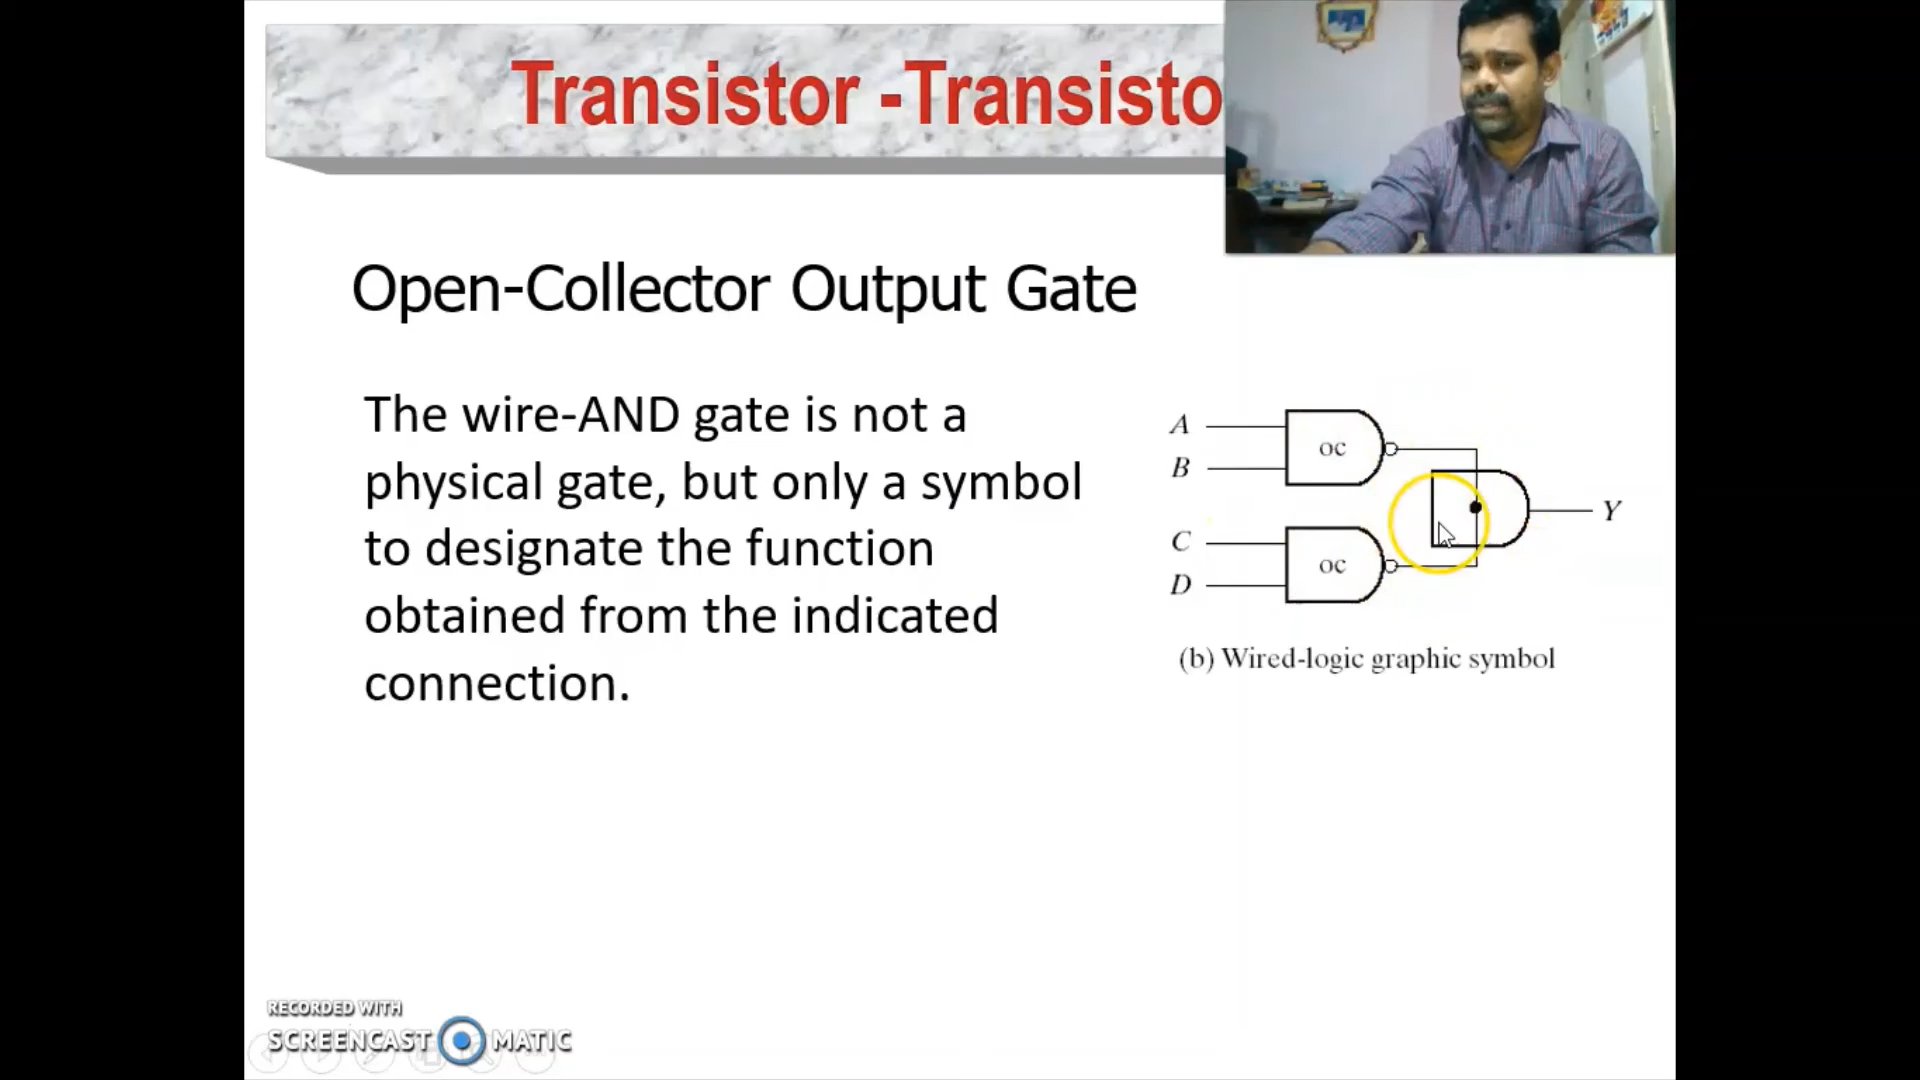 Transistor -Transisto
Open-Collector Output Gate
The wire-AND gate is not a
physical gate, but only a symbol
to designate the function
obtained from the indicated
connection.
A
B
OC
C
D
OC
Y
(b) Wired-logic graphic symbol
RECORDED WITH
SCREENCAST MATIC